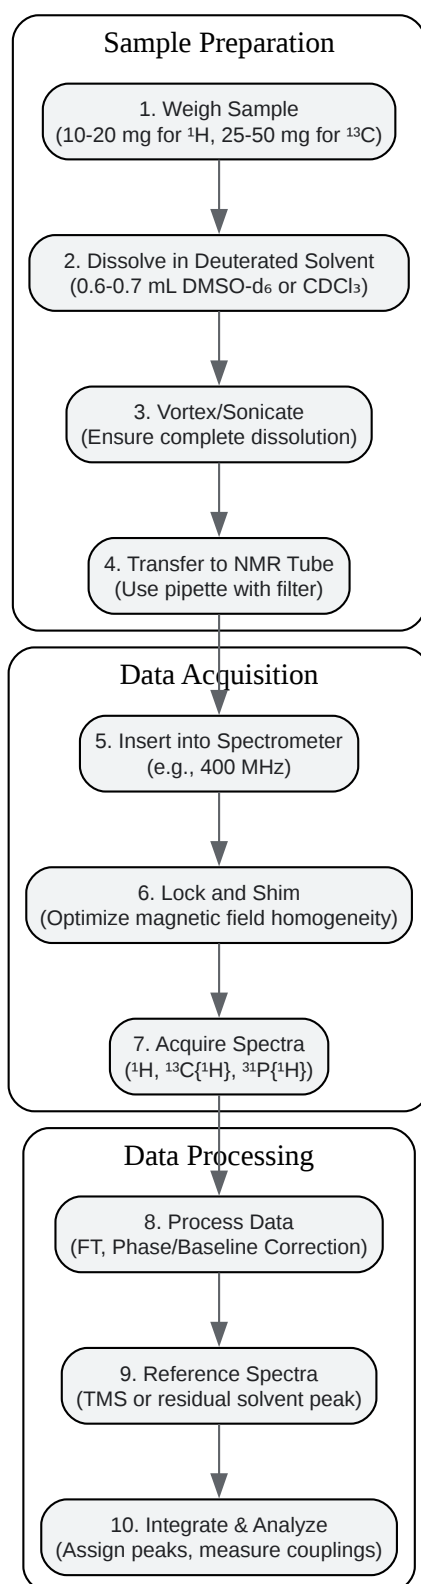 Sample Preparation
1. Weigh Sample
(10-20 mg for ¹H, 25-50 mg for ¹³C)
2. Dissolve in Deuterated Solvent
(0.6-0.7 mL DMSO-d₆ or CDCl₃)
3. Vortex/Sonicate
(Ensure complete dissolution)
4. Transfer to NMR Tube
(Use pipette with filter)
Data Acquisition
5. Insert into Spectrometer
(e.g., 400 MHz)
6. Lock and Shim
(Optimize magnetic field homogeneity)
7. Acquire Spectra
(¹H, ¹³C{¹H}, ³¹P{¹H})
Data Processing
8. Process Data
(FT, Phase/Baseline Correction)
9. Reference Spectra
(TMS or residual solvent peak)
10. Integrate & Analyze
(Assign peaks, measure couplings)